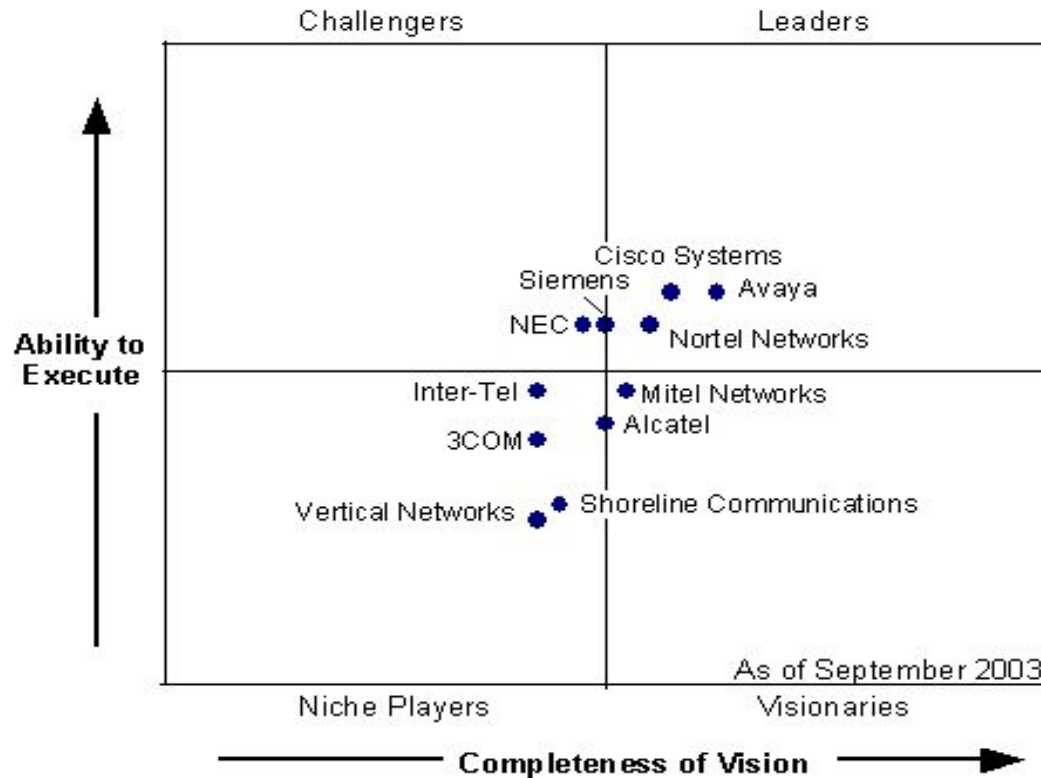 Challengers
Leaders
Cisco Systems
Siemens
Avaya
NEC
Nortel Networks
Ability to
Execute
Inter-Tel
Mitel Networks
Alcatel
3COM
Vertical Networks
Shoreline Communications
As of September 2003
Niche Players
Visionaries
Completeness of Vision